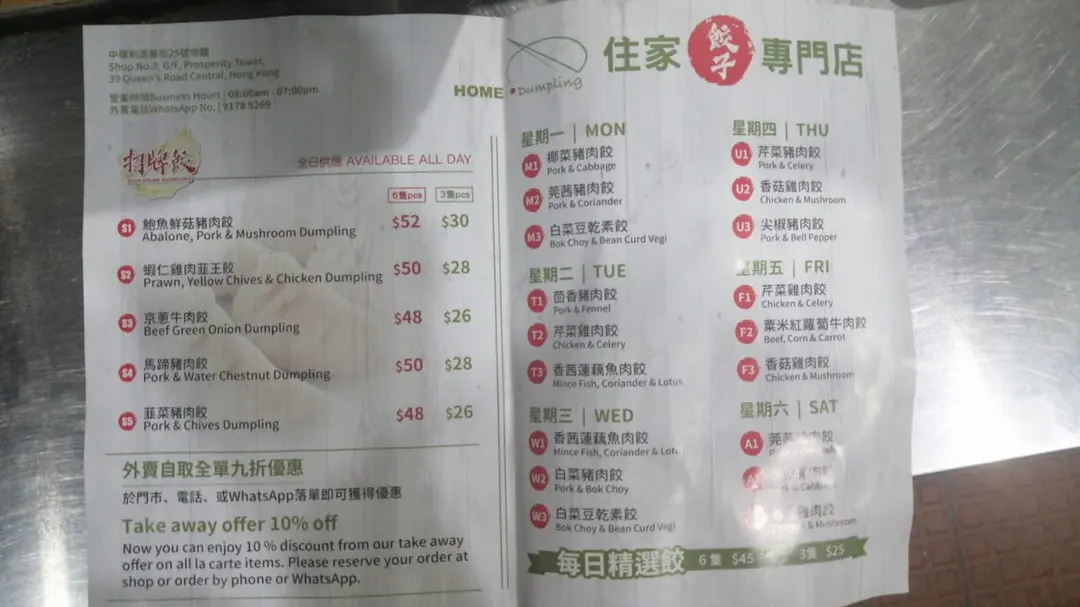 中環皇后大道
Shop No.3, G/F, Prosperity Tower,
39 Queen's Road Central, Hong Kong
營業時間Business Hours | 08:00am - 07:00pm
外賣電話WhatsApp No. | 9178 9269
招牌餃
SIGNATURE DUMPLING
全日供應 AVAILABLE ALL DAY
6隻pcs 3隻pcs
S1 鮑魚鮮菇豬肉餃 $52 $30
Abalone, Pork & Mushroom Dumpling
S2 蝦仁雞肉韮王餃 $50 $28
Prawn, Yellow Chives & Chicken Dumpling
S3 京蔥牛肉餃 $48 $26
Beef Green Onion Dumpling
S4 馬蹄豬肉餃 $50 $28
Pork & Water Chestnut Dumpling
S5 韮菜豬肉餃 $48 $26
Pork & Chives Dumpling
外賣自取全單九折優惠
於門市、電話、或WhatsApp落單即可獲得優惠
Take away offer 10% off
Now you can enjoy 10 % discount from our take away
offer on all la carte items. Please reserve your order at
shop or order by phone or WhatsApp.
HOME Dumpling
住家餃子專門店
星期一 | MON
M1 椰菜豬肉餃
Pork & Cabbage
M2 莞茜豬肉餃
Pork & Coriander
M3 白菜豆乾素餃
Bok Choy & Bean Curd Vegi
星期二 | TUE
T1 茴香豬肉餃
Pork & Fennel
T2 芹菜雞肉餃
Chicken & Celery
T3 香茜蓮藕魚肉餃
Mince Fish, Coriander & Lotus
星期三 | WED
W1 香茜蓮藕魚肉餃
Mince Fish, Coriander & Lotu
W2 白菜豬肉餃
Pork & Bok Choy
W3 白菜豆乾素餃
Bok Choy & Bean Curd Vegi
星期四 | THU
U1 芹菜豬肉餃
Pork & Celery
U2 香菇雞肉餃
Chicken & Mushroom
U3 尖椒豬肉餃
Pork & Bell Pepper
星期五 | FRI
F1 芹菜雞肉餃
Chicken & Celery
F2 粟米紅蘿蔔牛肉餃
Beef, Corn & Carrot
F3 香菇雞肉餃
Chicken & Mushroom
星期六 | SAT
A1 莞茜豬肉餃
肉餃
& Cabbage
雞肉餃
& Mushroom
每日精選餃 6隻 $45 3隻 $25